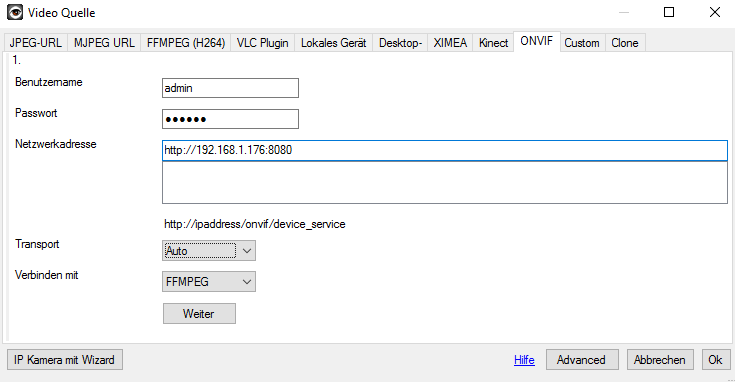 Video Quelle
JPEG-URL MJPEG URL FFMPEG (H264) VLC Plugin Lokales Gerät Desktop- XIMEA Kinect ONVIF Custom Clone
1.
Benutzername admin
Passwort ●●●●●●
Netzwerkadresse http://192.168.1.176:8080
http://ipaddress/onvif/device_service
Transport Auto
Verbinden mit FFMPEG
Weiter
IP Kamera mit Wizard Hilfe Advanced Abbrechen Ok